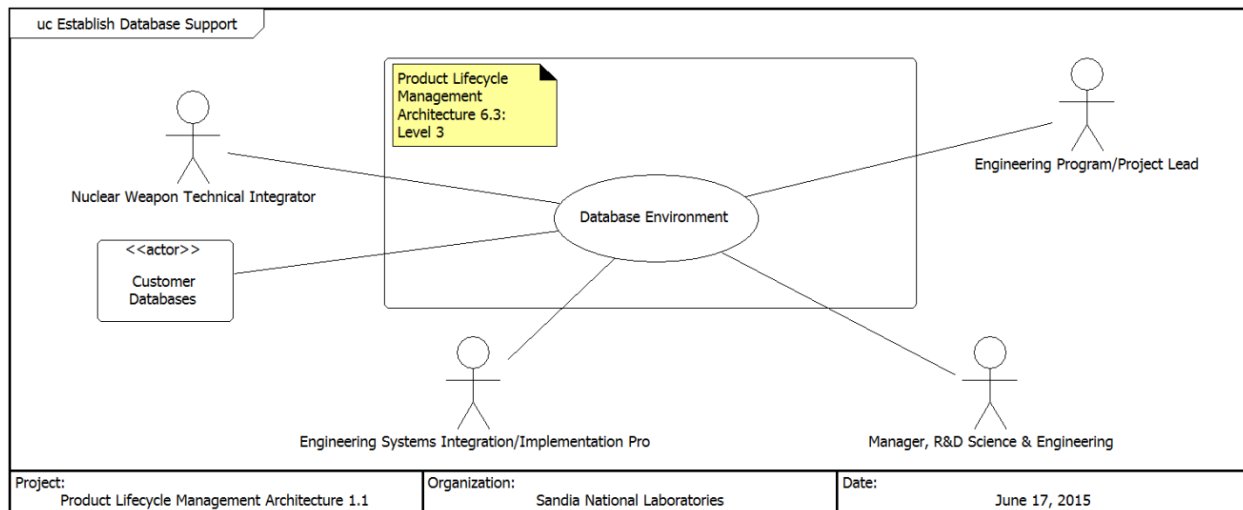 uc Establish Database Support
Product Lifecycle
Management
Architecture 6.3:
Level 3
Nuclear Weapon Technical Integrator
Engineering Program/Project Lead
Database Environment
<<actor>>
Customer
Databases
Engineering Systems Integration/Implementation Pro
Manager, R&D Science & Engineering
Project:
Product Lifecycle Management Architecture 1.1
Organization:
Sandia National Laboratories
Date:
June 17, 2015